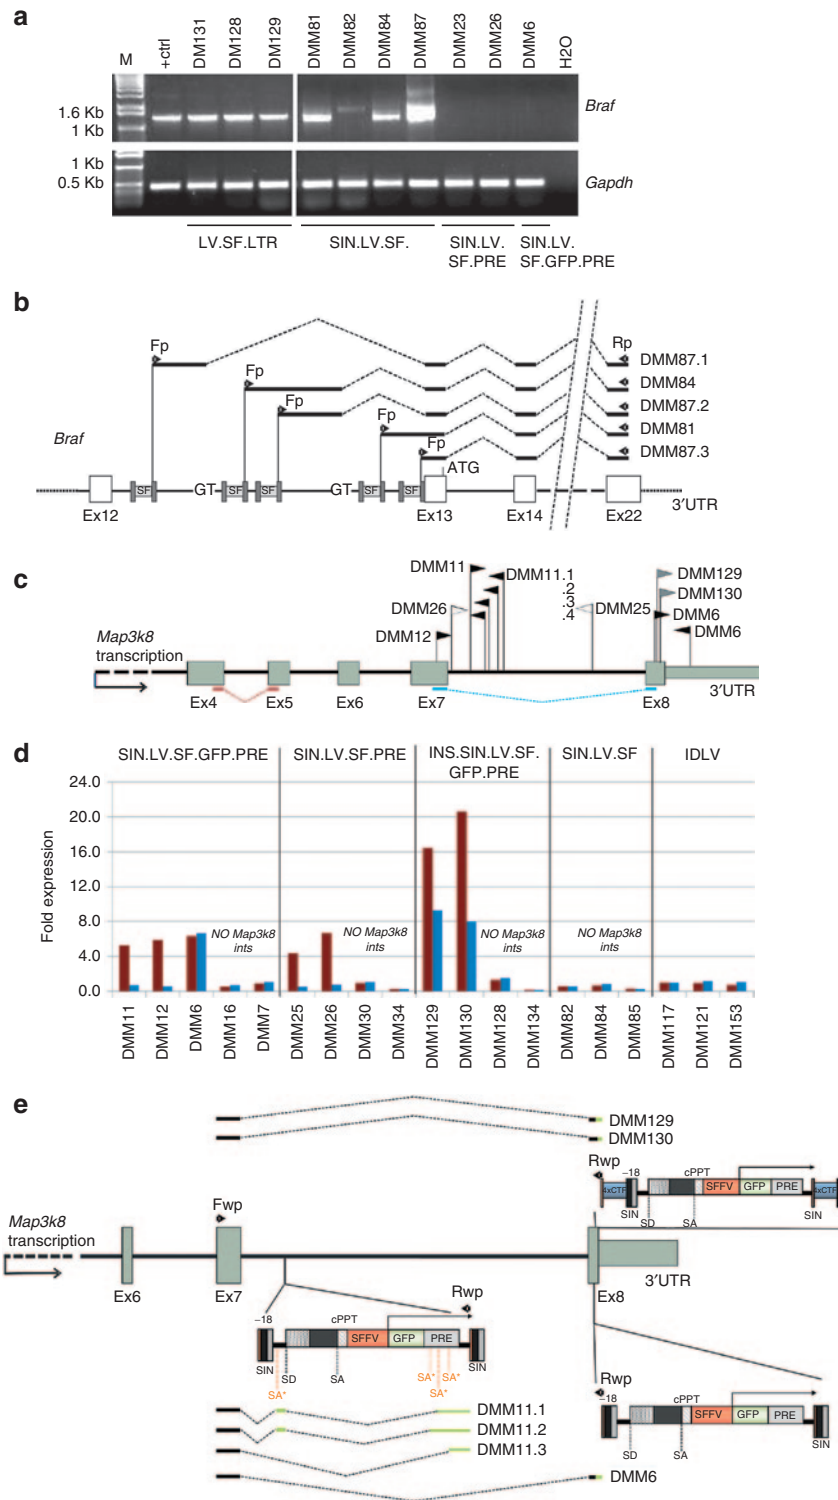 a
M
+ctrl
DM131
DM128
DM129
DMM81
DMM82
DMM84
DMM87
DMM23
DMM26
DMM6
H2O
1.6 Kb
1 Kb
Braf
1 Kb
0.5 Kb
Gapdh
LV.SF.LTR
SIN.LV.SF.
SIN.LV.
SF.PRE
SIN.LV.
SF.GFP.PRE
b
Fp
Rp
DMM87.1
Fp
DMM84
Fp
DMM87.2
Fp
DMM81
Fp
DMM87.3
Braf
ATG
SF
GT
SF
SF
GT
SF
SF
Ex12
Ex13
Ex14
Ex22
3′UTR
c
DMM11
DMM11.1
.2
.3
.4
DMM26
DMM12
DMM25
DMM129
DMM130
DMM6
DMM6
Map3k8
transcription
Ex4
Ex5
Ex6
Ex7
Ex8
3′UTR
d
SIN.LV.SF.GFP.PRE
SIN.LV.SF.PRE
INS.SIN.LV.SF.
GFP.PRE
SIN.LV.SF
IDLV
Fold expression
24.0
20.0
16.0
12.0
8.0
4.0
0.0
NO Map3k8
ints
NO Map3k8
ints
NO Map3k8
ints
NO Map3k8
ints
DMM11
DMM12
DMM6
DMM16
DMM7
DMM25
DMM26
DMM30
DMM34
DMM129
DMM130
DMM128
DMM134
DMM82
DMM84
DMM85
DMM117
DMM121
DMM153
e
DMM129
DMM130
Rwp
−18
cPPT
4xCTF
SFFV
GFP
PRE
4xCTF
SIN
SD
SA
SIN
Fwp
Map3k8
transcription
Ex6
Ex7
Ex8
3′UTR
Rwp
−18
cPPT
SFFV
GFP
PRE
SIN
SA*
SD
SA
SA*
SA*
SA*
SIN
Rwp
−18
cPPT
SFFV
GFP
PRE
SD
SA
SIN
DMM11.1
DMM11.2
DMM11.3
DMM6